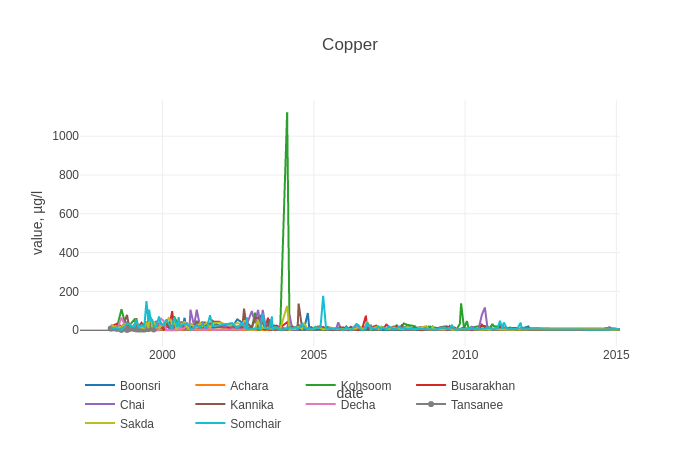 Copper
value, µg/l
1000
800
600
400
200
0
2000 2005 2010 2015
date
Boonsri Achara Kohsoom Busarakhan
Chai Kannika Decha Tansanee
Sakda Somchair